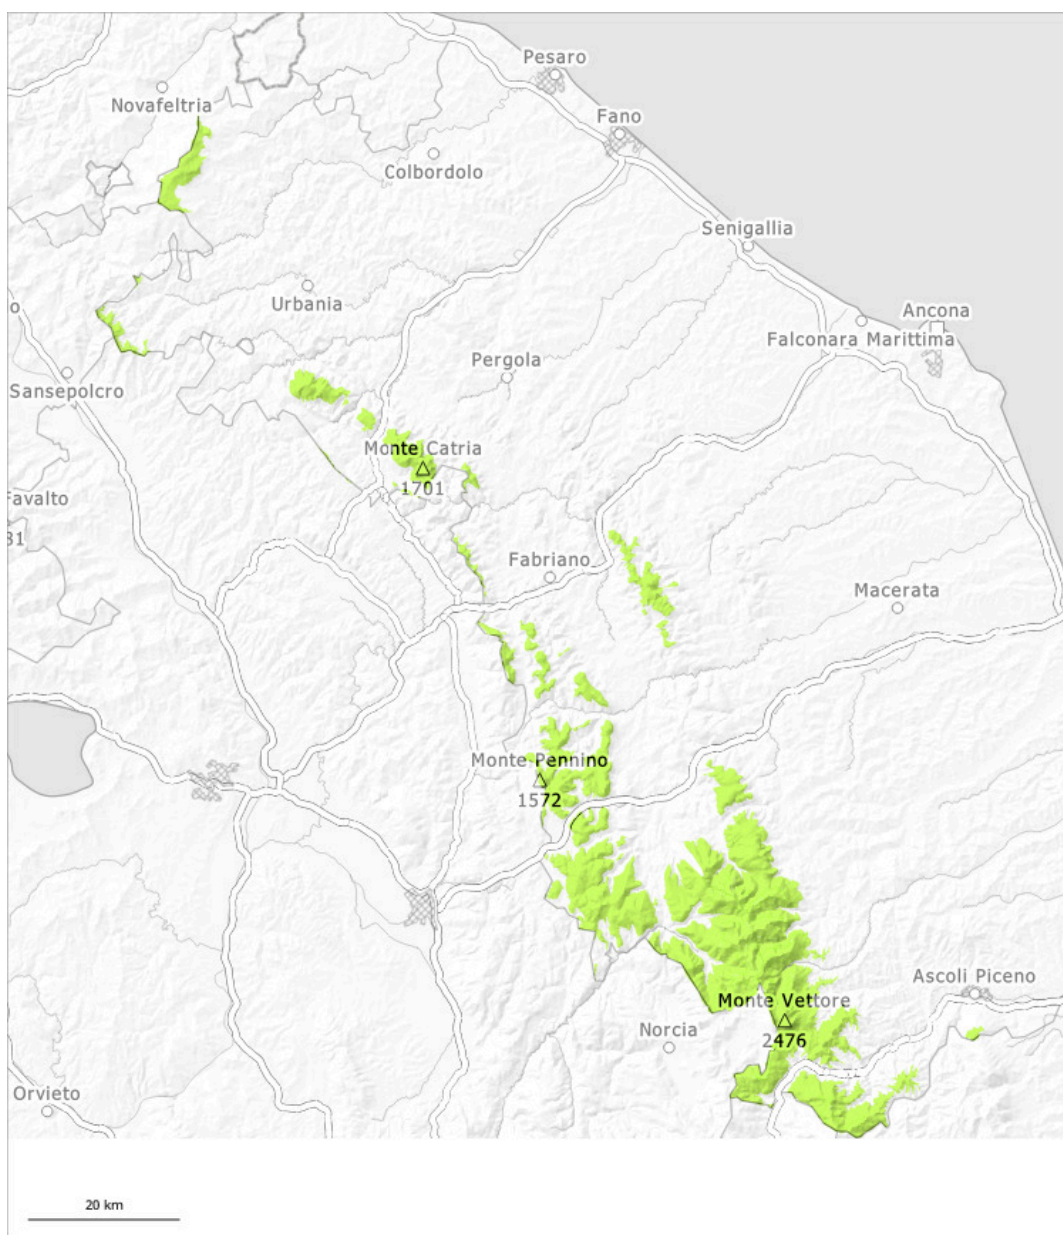 Pesaro
Novafeltria
Fano
Colbordolo
Senigallia
Urbania
Ancona
Falconara Marittima
Pergola
Sansepolcro
Monte Catria
1701
Favalto
Fabriano
Macerata
Monte Pennino
1572
Ascoli Piceno
Monte Vettore
Norcia
2476
Orvieto
20 km